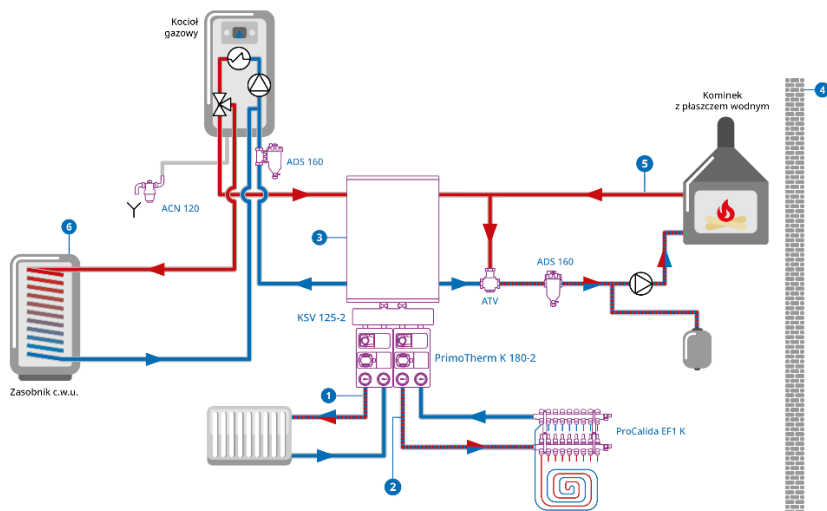 Kocioł
gazowy
ADS 160
ACN 120
6
Zasobnik c.w.u.
3
KSV 125-2
PrimoTherm K 180-2
1
2
ProCalida EF1 K
ATV
ADS 160
5
Kominek
z płaszczem wodnym
4